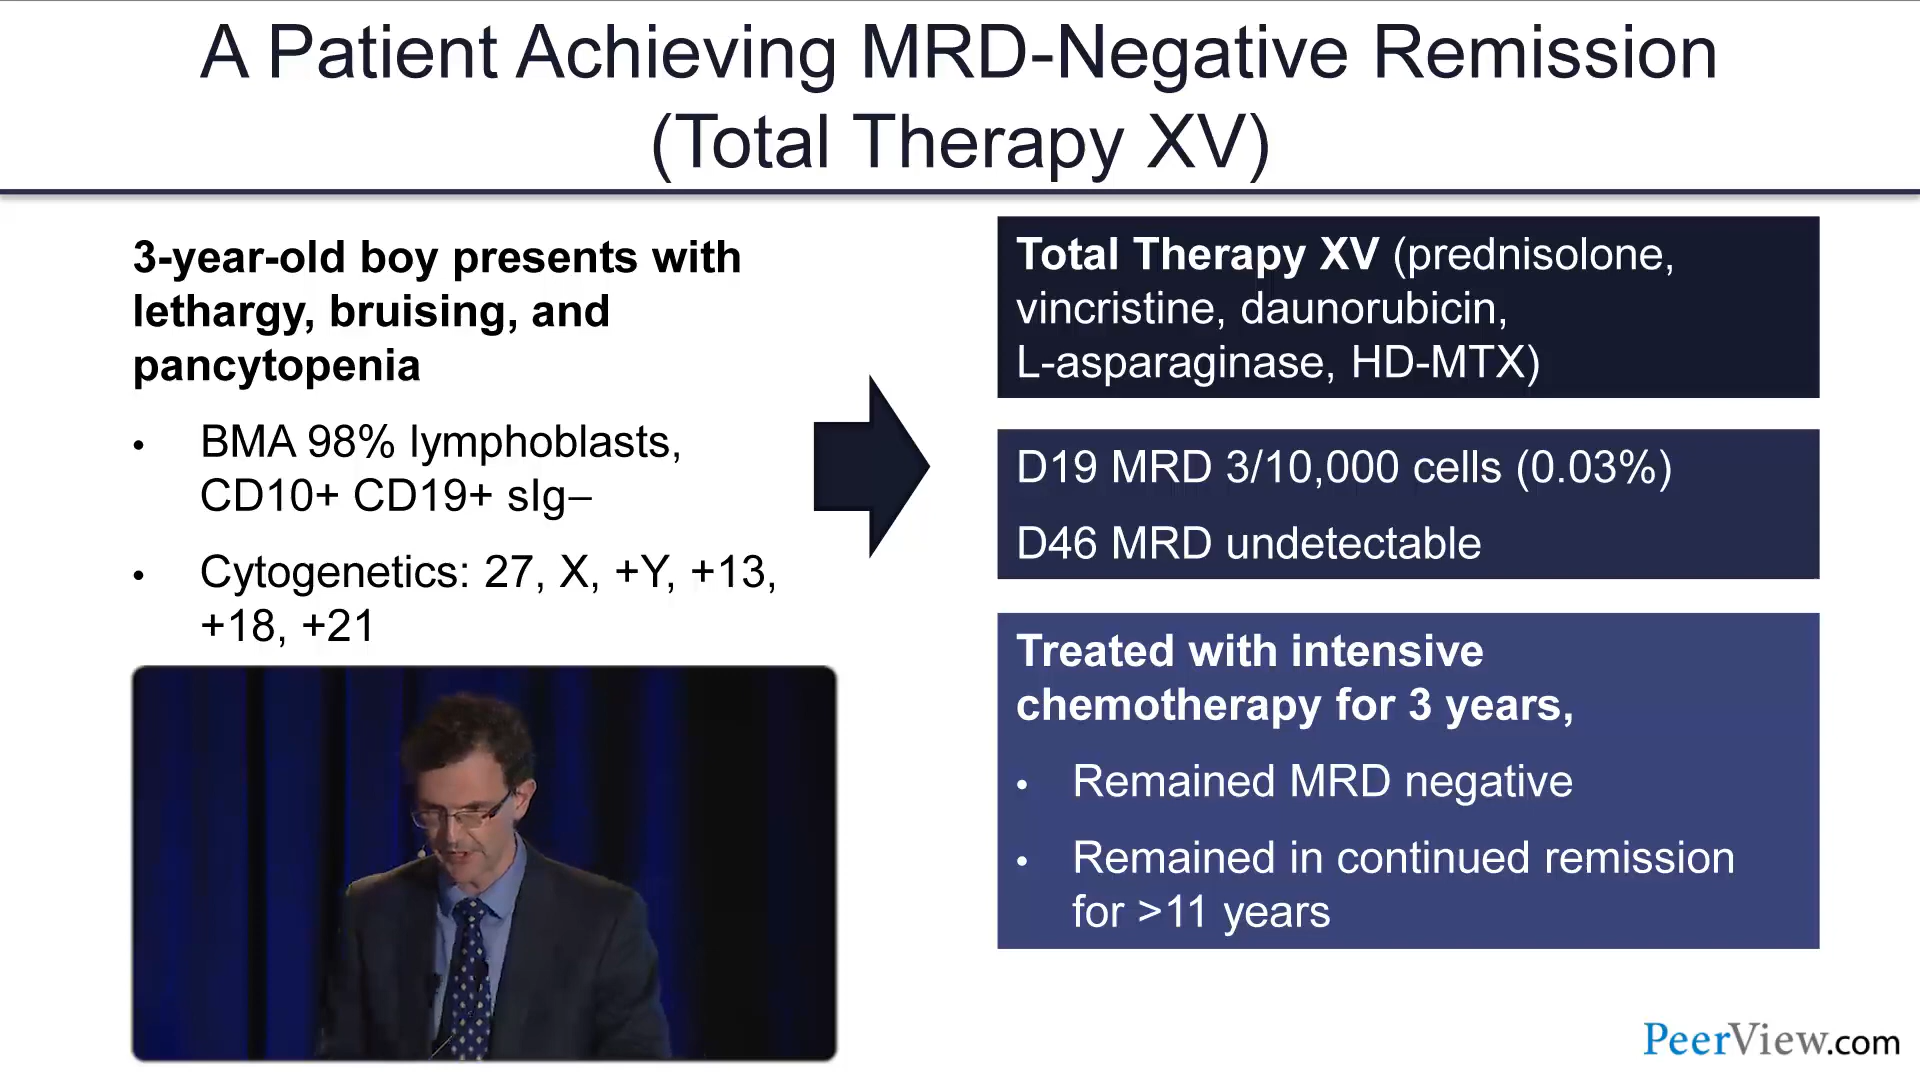 A Patient Achieving MRD-Negative Remission
(Total Therapy XV)
3-year-old boy presents with
lethargy, bruising, and
pancytopenia
• BMA 98% lymphoblasts,
CD10+ CD19+ sIg–
• Cytogenetics: 27, X, +Y, +13,
+18, +21
Total Therapy XV (prednisolone,
vincristine, daunorubicin,
L-asparaginase, HD-MTX)
D19 MRD 3/10,000 cells (0.03%)
D46 MRD undetectable
Treated with intensive
chemotherapy for 3 years,
• Remained MRD negative
• Remained in continued remission
for >11 years
PeerView.com